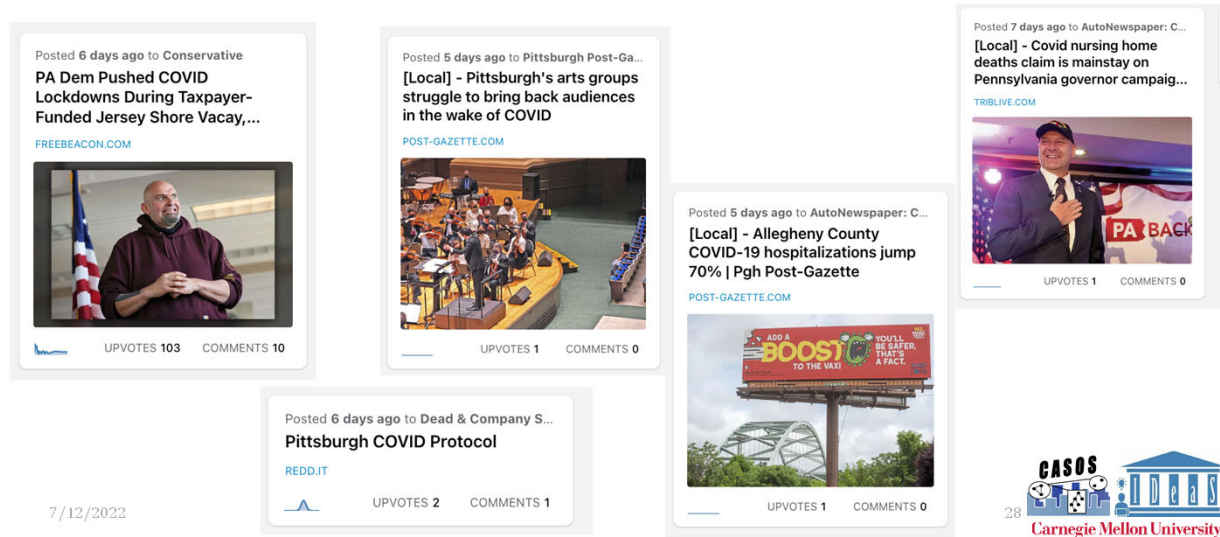 Posted 6 days ago to Conservative
PA Dem Pushed COVID
Lockdowns During Taxpayer-
Funded Jersey Shore Vacay,...
FREEBEACON.COM
UPVOTES 103 COMMENTS 10
Posted 5 days ago to Pittsburgh Post-Ga...
[Local] - Pittsburgh's arts groups
struggle to bring back audiences
in the wake of COVID
POST-GAZETTE.COM
UPVOTES 1 COMMENTS 0
Posted 7 days ago to AutoNewspaper: C...
[Local] - Covid nursing home
deaths claim is mainstay on
Pennsylvania governor campaig...
TRIBLIVE.COM
PA BACK
UPVOTES 1 COMMENTS 0
Posted 5 days ago to AutoNewspaper: C...
[Local] - Allegheny County
COVID-19 hospitalizations jump
70% | Pgh Post-Gazette
POST-GAZETTE.COM
ADD A
BOOST
TO THE VAXI
YOU'LL
BE SAFER,
THAT'S
A FACT.
UPVOTES 1 COMMENTS 0
Posted 6 days ago to Dead & Company S...
Pittsburgh COVID Protocol
REDD.IT
UPVOTES 2 COMMENTS 1
7/12/2022
28
CASOS
IDeaS
Carnegie Mellon University